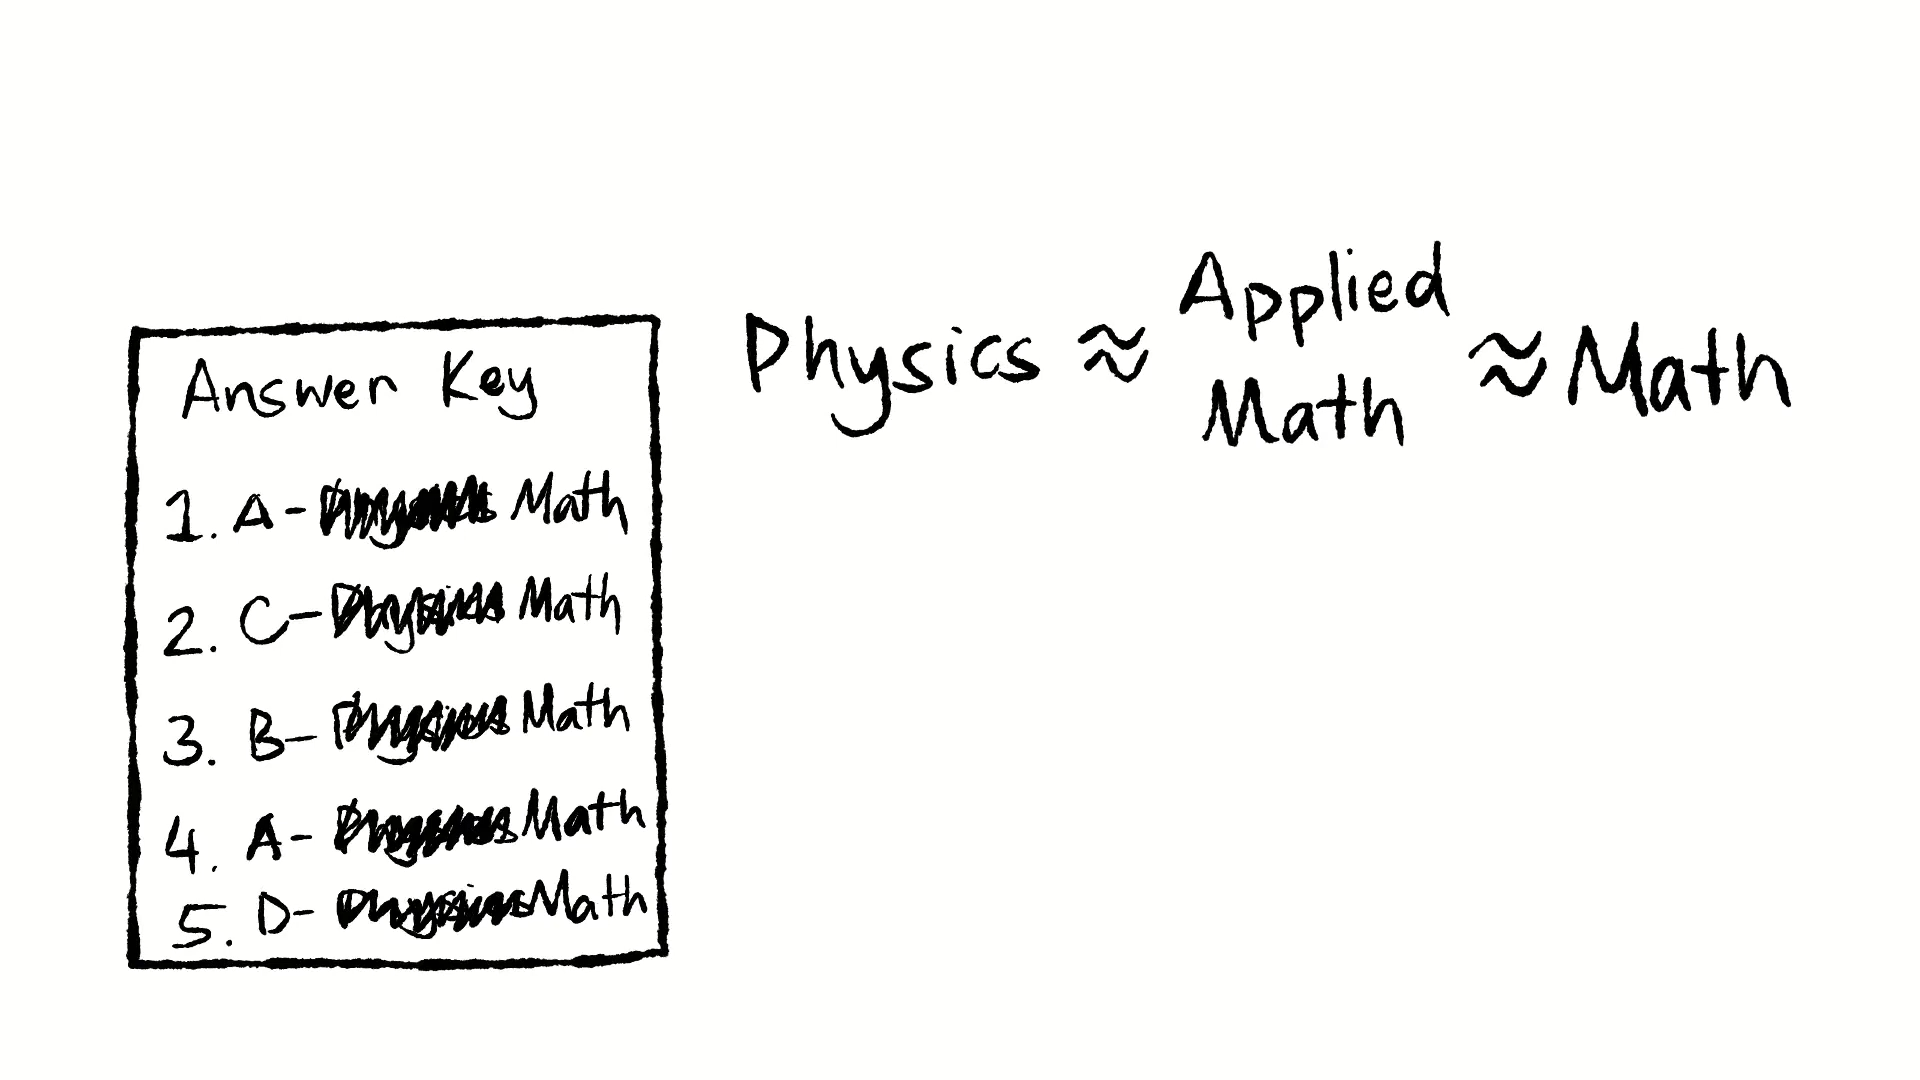 Answer Key
1. A- Math
2. C- Math
3. B- Math
4. A- Math
5. D- Math
Physics ≈ Applied Math ≈ Math